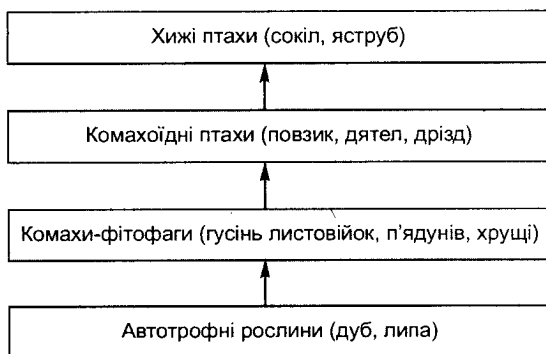 Хижі птахи (сокіл, яструб)
Комахоїдні птахи (повзик, дятел, дрізд)
Комахи-фітофаги (гусінь листовійок, п'ядунів, хрущі)
Автотрофні рослини (дуб, липа)